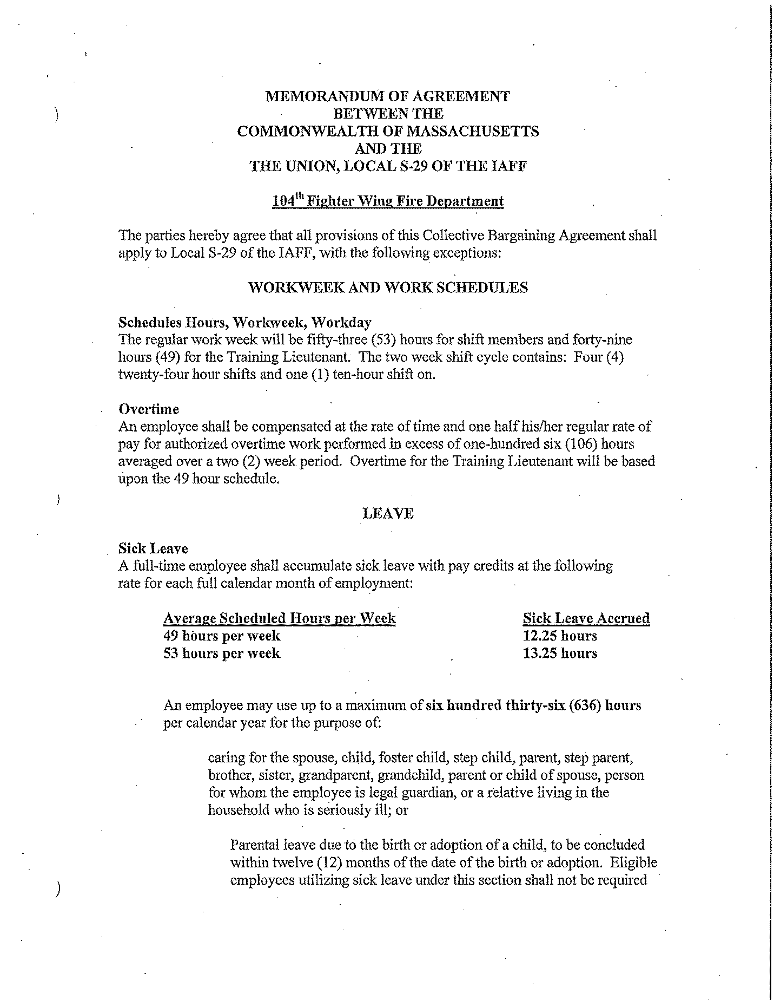 MEMORANDUM OF AGREEMENT
BETWEEN THE
COMMONWEALTH OF MASSACHUSETTS
AND THE
THE UNION, LOCAL S-29 OF THE IAFF
104th Fighter Wing Fire Department
The parties hereby agree that all provisions of this Collective Bargaining Agreement shall
apply to Local S-29 of the IAFF, with the following exceptions:
WORKWEEK AND WORK SCHEDULES
Schedules Hours, Workweek, Workday
The regular work week will be fifty-three (53) hours for shift members and forty-nine
hours (49) for the Training Lieutenant. The two week shift cycle contains: Four (4)
twenty-four hour shifts and one (1) ten-hour shift on.
Overtime
An employee shall be compensated at the rate of time and one half his/her regular rate of
pay for authorized overtime work performed in excess of one-hundred six (106) hours
averaged over a two (2) week period. Overtime for the Training Lieutenant will be based
upon the 49 hour schedule.
LEAVE
Sick Leave
A full-time employee shall accumulate sick leave with pay credits at the following
rate for each full calendar month of employment:
Average Scheduled Hours per Week Sick Leave Accrued
49 hours per week 12.25 hours
53 hours per week 13.25 hours
An employee may use up to a maximum of six hundred thirty-six (636) hours
per calendar year for the purpose of:
caring for the spouse, child, foster child, step child, parent, step parent,
brother, sister, grandparent, grandchild, parent or child of spouse, person
for whom the employee is legal guardian, or a relative living in the
household who is seriously ill; or
Parental leave due to the birth or adoption of a child, to be concluded
within twelve (12) months of the date of the birth or adoption. Eligible
employees utilizing sick leave under this section shall not be required